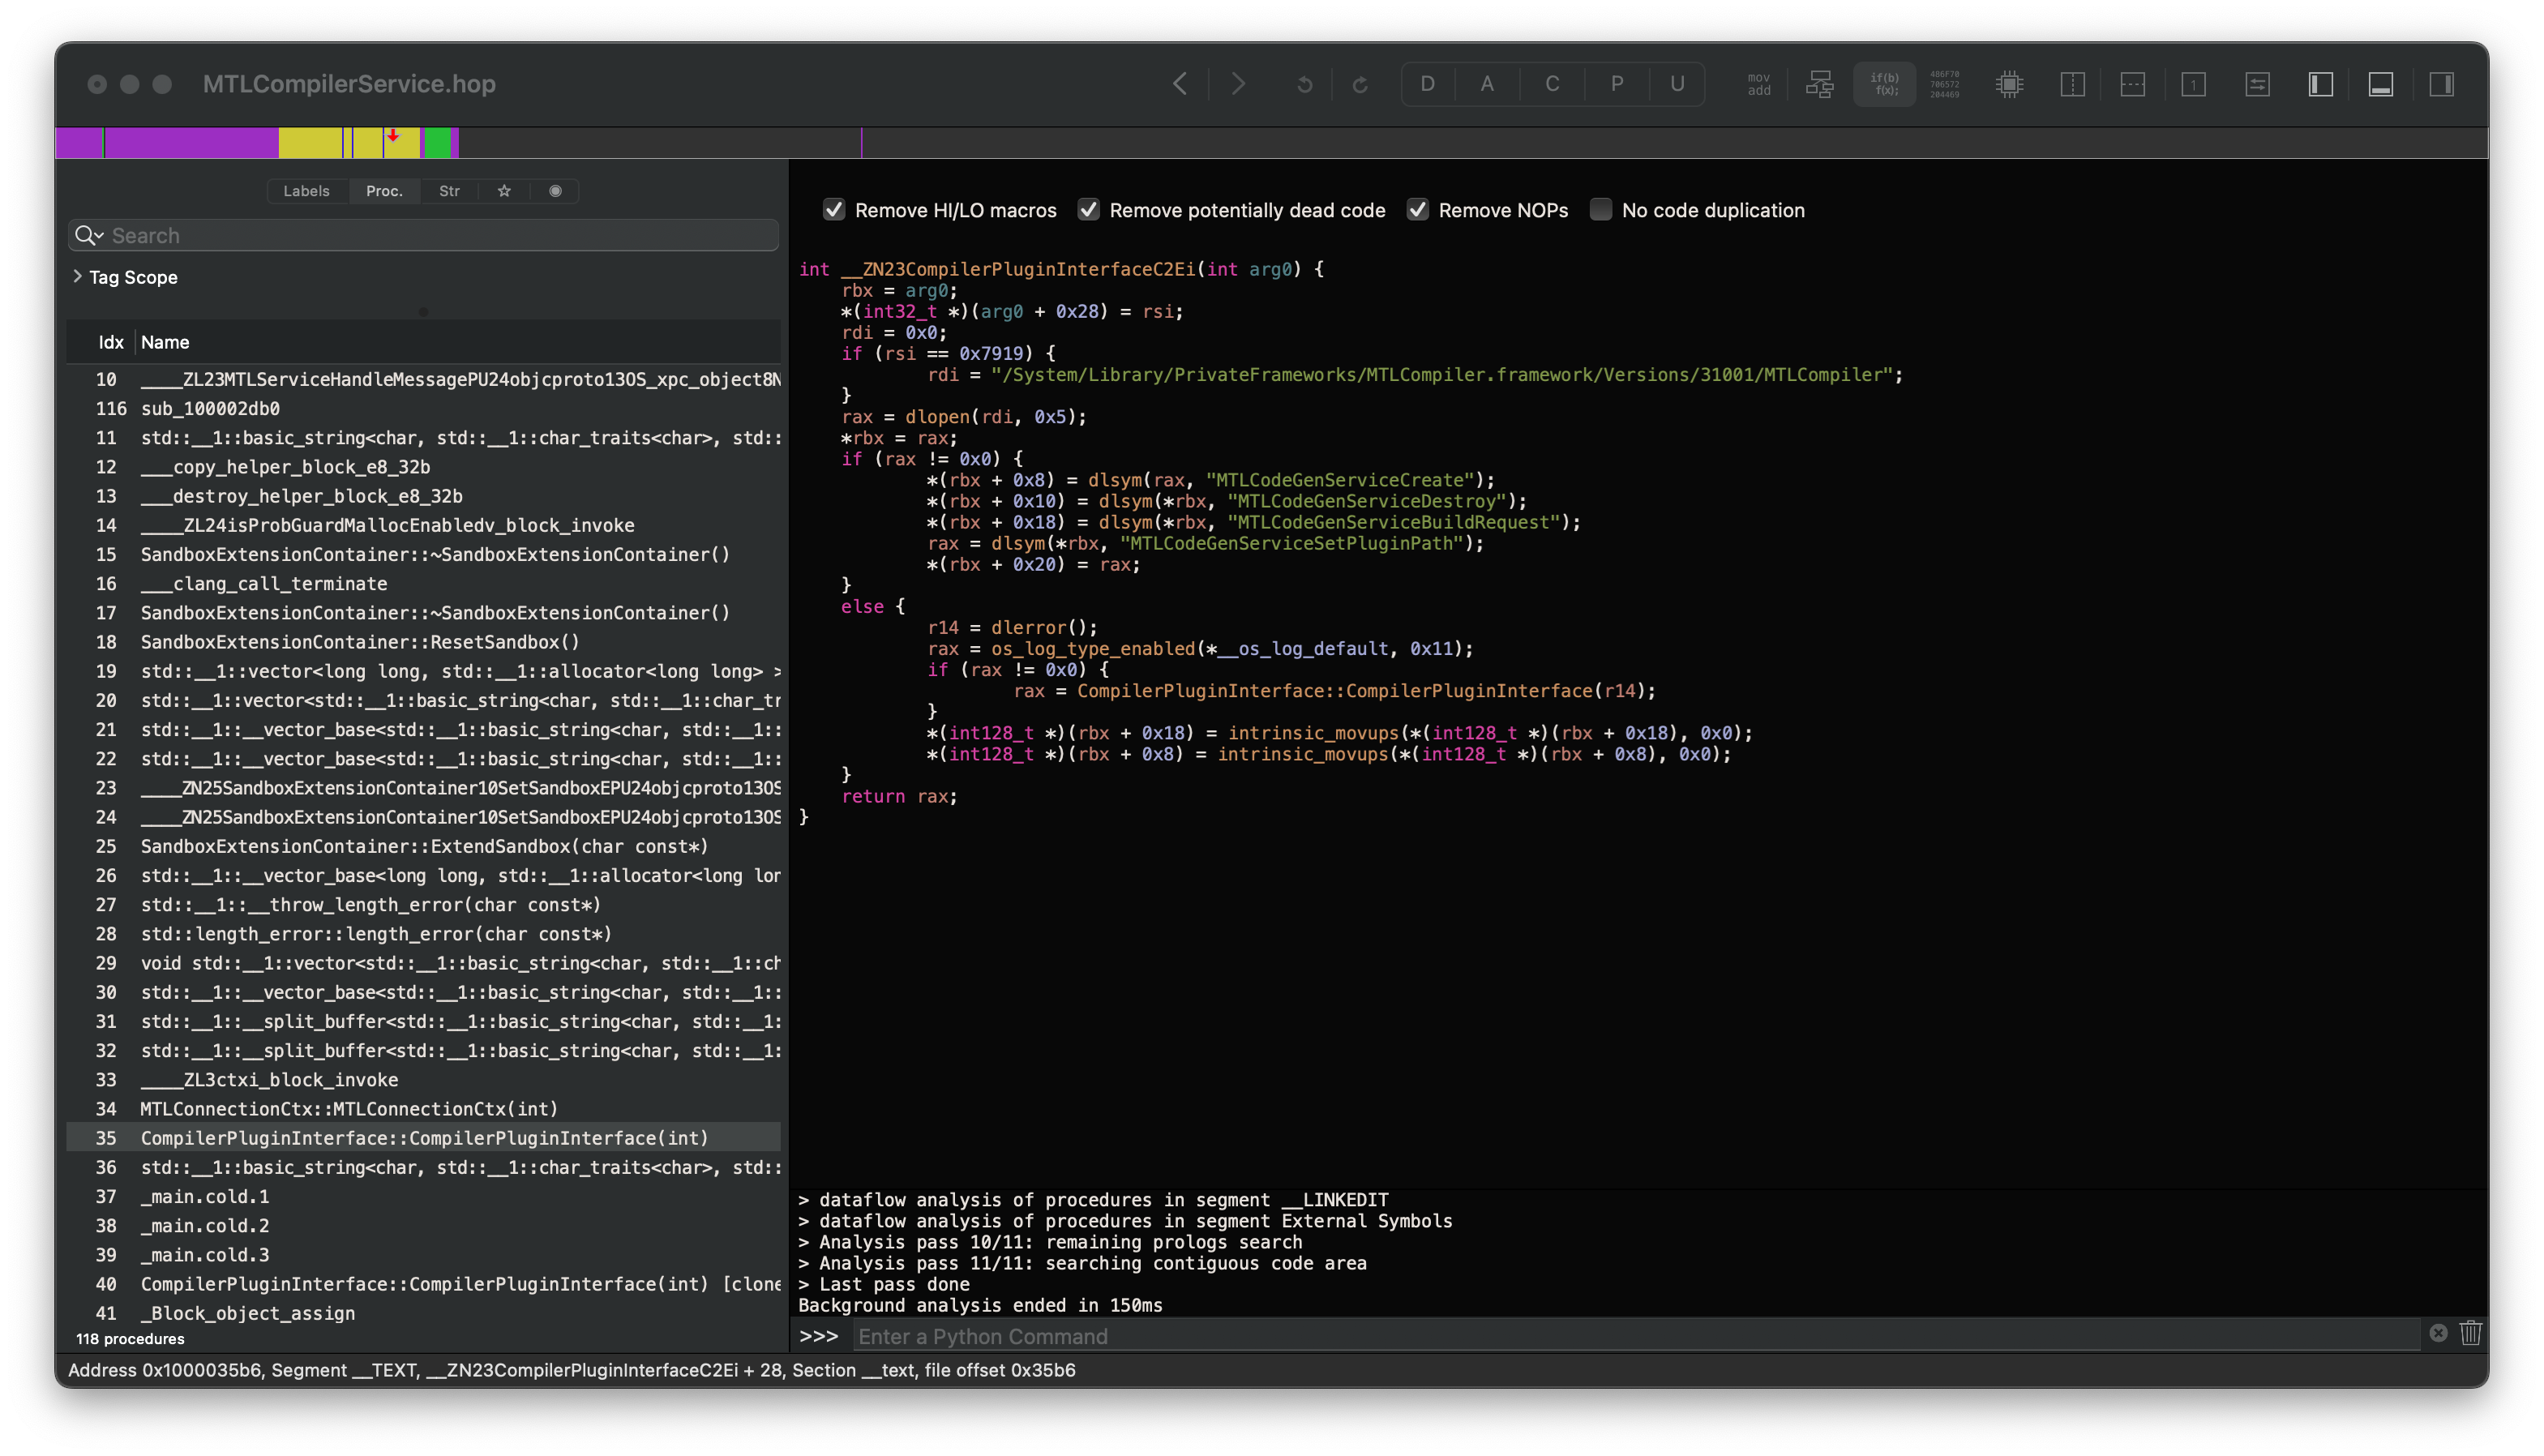 MTLCompilerService.hop
D A C P U
mov
add
if(b)
f(x);
486F70
706572
204469
1
Labels Proc. Str
Search
Tag Scope
Idx Name
10 ____ZL23MTLServiceHandleMessagePU24objcproto13OS_xpc_object8N
116 sub_100002db0
11 std::__1::basic_string<char, std::__1::char_traits<char>, std::
12 ___copy_helper_block_e8_32b
13 ___destroy_helper_block_e8_32b
14 ____ZL24isProbGuardMallocEnabledv_block_invoke
15 SandboxExtensionContainer::~SandboxExtensionContainer()
16 ___clang_call_terminate
17 SandboxExtensionContainer::~SandboxExtensionContainer()
18 SandboxExtensionContainer::ResetSandbox()
19 std::__1::vector<long long, std::__1::allocator<long long> >
20 std::__1::vector<std::__1::basic_string<char, std::__1::char_tr
21 std::__1::__vector_base<std::__1::basic_string<char, std::__1::
22 std::__1::__vector_base<std::__1::basic_string<char, std::__1::
23 ____ZN25SandboxExtensionContainer10SetSandboxEPU24objcproto13OS
24 ____ZN25SandboxExtensionContainer10SetSandboxEPU24objcproto13OS
25 SandboxExtensionContainer::ExtendSandbox(char const*)
26 std::__1::__vector_base<long long, std::__1::allocator<long lon
27 std::__1::__throw_length_error(char const*)
28 std::length_error::length_error(char const*)
29 void std::__1::vector<std::__1::basic_string<char, std::__1::ch
30 std::__1::__vector_base<std::__1::basic_string<char, std::__1::
31 std::__1::__split_buffer<std::__1::basic_string<char, std::__1:
32 std::__1::__split_buffer<std::__1::basic_string<char, std::__1:
33 ____ZL3ctxi_block_invoke
34 MTLConnectionCtx::MTLConnectionCtx(int)
35 CompilerPluginInterface::CompilerPluginInterface(int)
36 std::__1::basic_string<char, std::__1::char_traits<char>, std::
37 _main.cold.1
38 _main.cold.2
39 _main.cold.3
40 CompilerPluginInterface::CompilerPluginInterface(int) [clone
41 _Block_object_assign
118 procedures
Remove HI/LO macros Remove potentially dead code Remove NOPs No code duplication
int __ZN23CompilerPluginInterfaceC2Ei(int arg0) {
rbx = arg0;
*(int32_t *)(arg0 + 0x28) = rsi;
rdi = 0x0;
if (rsi == 0x7919) {
rdi = "/System/Library/PrivateFrameworks/MTLCompiler.framework/Versions/31001/MTLCompiler";
}
rax = dlopen(rdi, 0x5);
*rbx = rax;
if (rax != 0x0) {
*(rbx + 0x8) = dlsym(rax, "MTLCodeGenServiceCreate");
*(rbx + 0x10) = dlsym(*rbx, "MTLCodeGenServiceDestroy");
*(rbx + 0x18) = dlsym(*rbx, "MTLCodeGenServiceBuildRequest");
rax = dlsym(*rbx, "MTLCodeGenServiceSetPluginPath");
*(rbx + 0x20) = rax;
}
else {
r14 = dlerror();
rax = os_log_type_enabled(*__os_log_default, 0x11);
if (rax != 0x0) {
rax = CompilerPluginInterface::CompilerPluginInterface(r14);
}
*(int128_t *)(rbx + 0x18) = intrinsic_movups(*(int128_t *)(rbx + 0x18), 0x0);
*(int128_t *)(rbx + 0x8) = intrinsic_movups(*(int128_t *)(rbx + 0x8), 0x0);
}
return rax;
}
> dataflow analysis of procedures in segment __LINKEDIT
> dataflow analysis of procedures in segment External Symbols
> Analysis pass 10/11: remaining prologs search
> Analysis pass 11/11: searching contiguous code area
> Last pass done
Background analysis ended in 150ms
>>> Enter a Python Command
Address 0x1000035b6, Segment __TEXT, __ZN23CompilerPluginInterfaceC2Ei + 28, Section __text, file offset 0x35b6